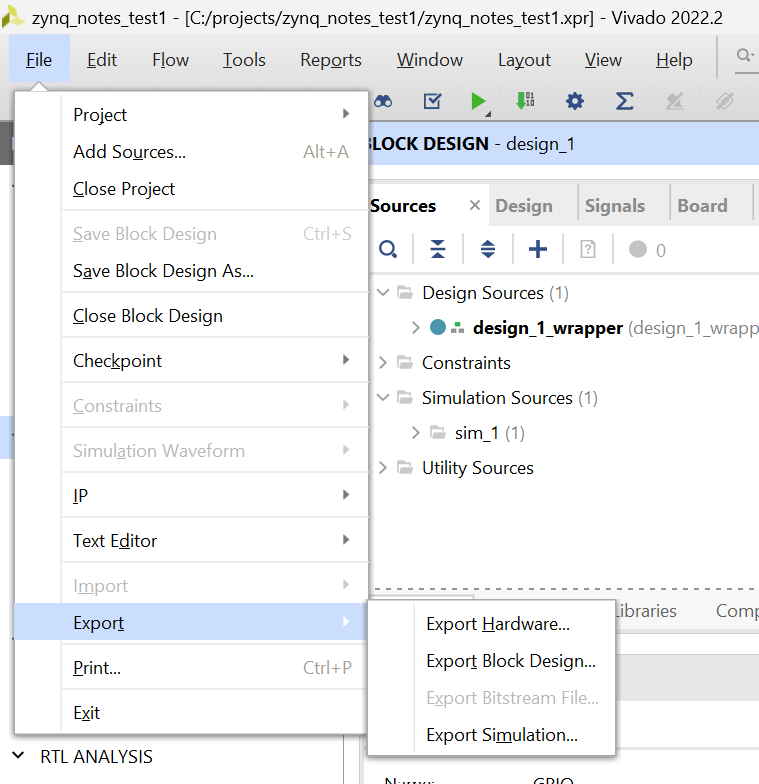 zynq_notes_test1 - [C:/projects/zynq_notes_test1/zynq_notes_test1.xpr] - Vivado 2022.2
File Edit Flow Tools Reports Window Layout View Help
BLOCK DESIGN - design_1
Project
Add Sources... Alt+A
Close Project
Save Block Design Ctrl+S
Save Block Design As...
Close Block Design
Checkpoint
Constraints
Simulation Waveform
IP
Text Editor
Import
Export
Print... Ctrl+P
Exit
Export Hardware...
Export Block Design...
Export Bitstream File...
Export Simulation...
Sources × Design Signals Board
0
Design Sources (1)
design_1_wrapper (design_1_wrapp
Constraints
Simulation Sources (1)
sim_1 (1)
Utility Sources
Libraries Comp
RTL ANALYSIS
Name: GPIO